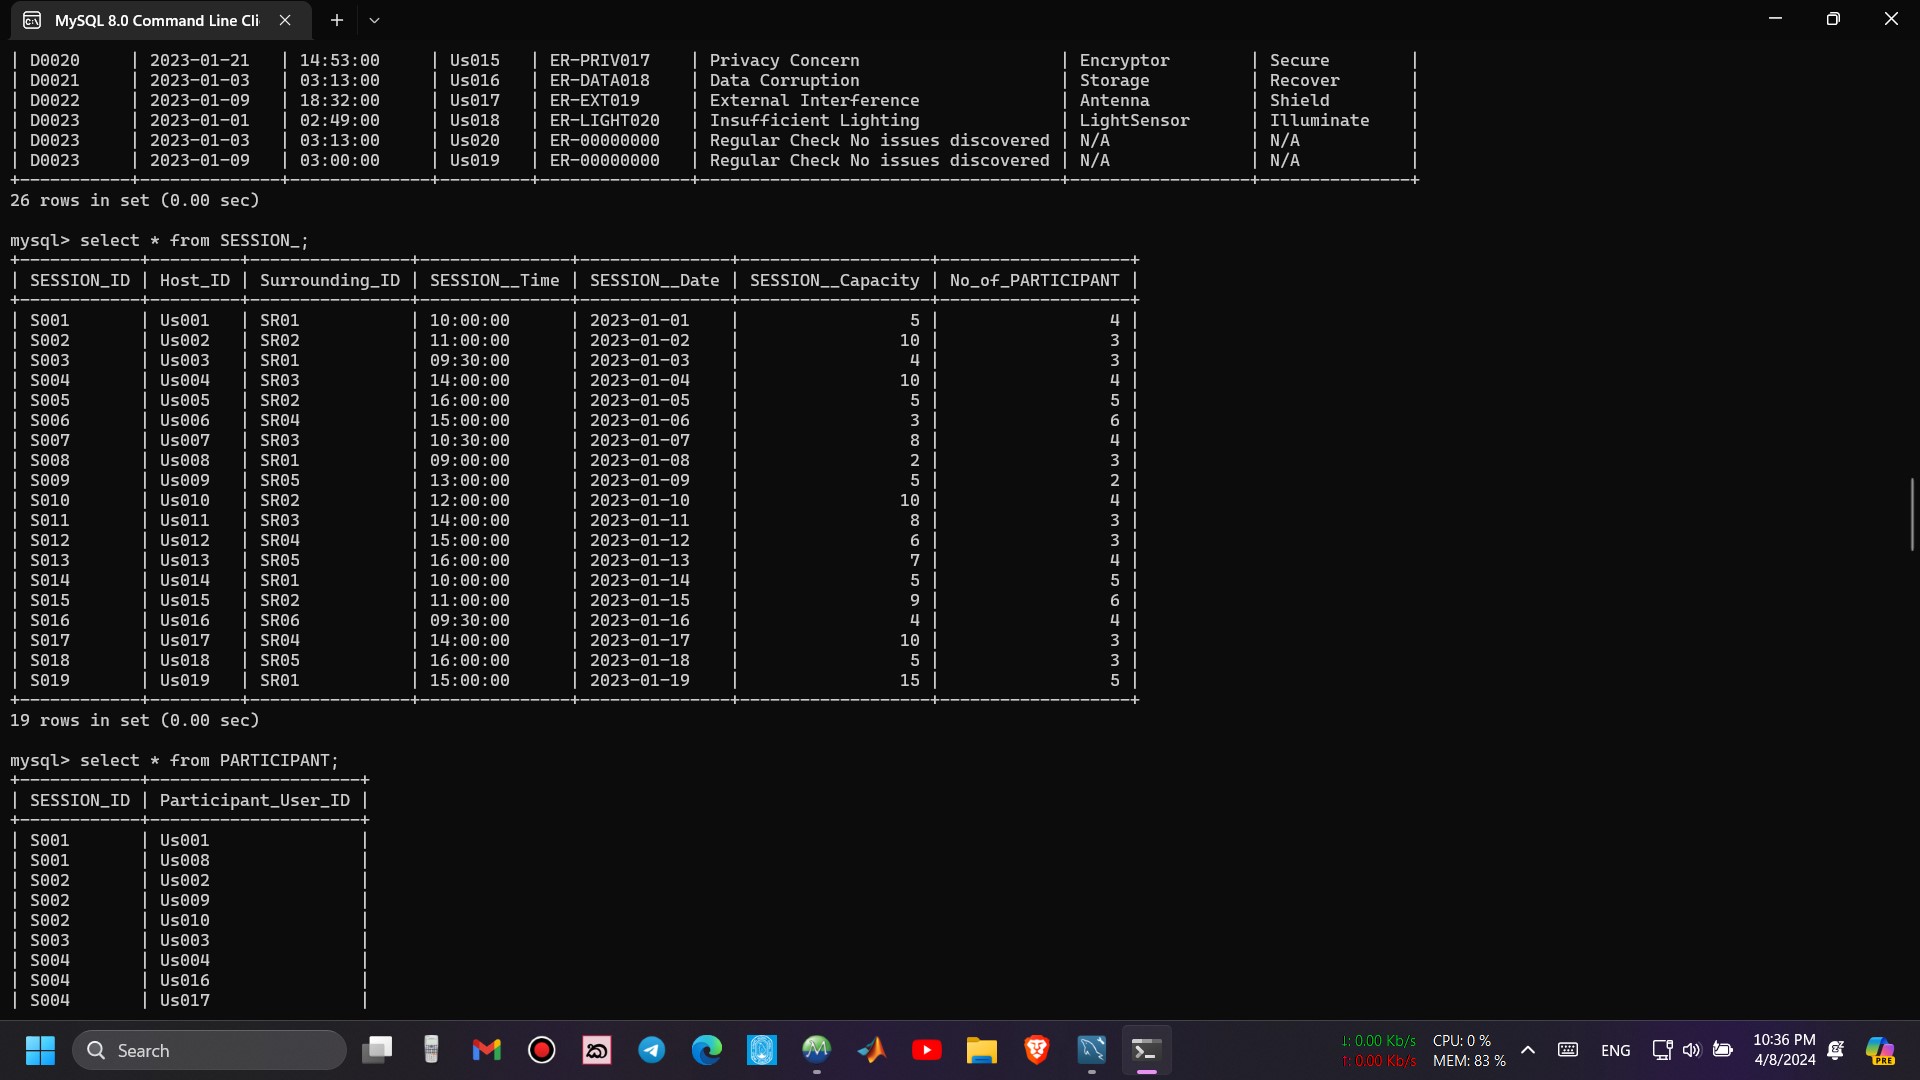 MySQL 8.0 Command Line Cli
| D0020 | 2023-01-21 | 14:53:00 | Us015 | ER-PRIV017 | Privacy Concern | Encryptor | Secure |
| D0021 | 2023-01-03 | 03:13:00 | Us016 | ER-DATA018 | Data Corruption | Storage | Recover |
| D0022 | 2023-01-09 | 18:32:00 | Us017 | ER-EXT019 | External Interference | Antenna | Shield |
| D0023 | 2023-01-01 | 02:49:00 | Us018 | ER-LIGHT020 | Insufficient Lighting | LightSensor | Illuminate |
| D0023 | 2023-01-03 | 03:13:00 | Us020 | ER-00000000 | Regular Check No issues discovered | N/A | N/A |
| D0023 | 2023-01-09 | 03:00:00 | Us019 | ER-00000000 | Regular Check No issues discovered | N/A | N/A |
26 rows in set (0.00 sec)
mysql> select * from SESSION_;
| SESSION_ID | Host_ID | Surrounding_ID | SESSION__Time | SESSION__Date | SESSION__Capacity | No_of_PARTICIPANT |
| S001 | Us001 | SR01 | 10:00:00 | 2023-01-01 | 5 | 4 |
| S002 | Us002 | SR02 | 11:00:00 | 2023-01-02 | 10 | 3 |
| S003 | Us003 | SR01 | 09:30:00 | 2023-01-03 | 4 | 3 |
| S004 | Us004 | SR03 | 14:00:00 | 2023-01-04 | 10 | 4 |
| S005 | Us005 | SR02 | 16:00:00 | 2023-01-05 | 5 | 5 |
| S006 | Us006 | SR04 | 15:00:00 | 2023-01-06 | 3 | 6 |
| S007 | Us007 | SR03 | 10:30:00 | 2023-01-07 | 8 | 4 |
| S008 | Us008 | SR01 | 09:00:00 | 2023-01-08 | 2 | 3 |
| S009 | Us009 | SR05 | 13:00:00 | 2023-01-09 | 5 | 2 |
| S010 | Us010 | SR02 | 12:00:00 | 2023-01-10 | 10 | 4 |
| S011 | Us011 | SR03 | 14:00:00 | 2023-01-11 | 8 | 3 |
| S012 | Us012 | SR04 | 15:00:00 | 2023-01-12 | 6 | 3 |
| S013 | Us013 | SR05 | 16:00:00 | 2023-01-13 | 7 | 4 |
| S014 | Us014 | SR01 | 10:00:00 | 2023-01-14 | 5 | 5 |
| S015 | Us015 | SR02 | 11:00:00 | 2023-01-15 | 9 | 6 |
| S016 | Us016 | SR06 | 09:30:00 | 2023-01-16 | 4 | 4 |
| S017 | Us017 | SR04 | 14:00:00 | 2023-01-17 | 10 | 3 |
| S018 | Us018 | SR05 | 16:00:00 | 2023-01-18 | 5 | 3 |
| S019 | Us019 | SR01 | 15:00:00 | 2023-01-19 | 15 | 5 |
19 rows in set (0.00 sec)
mysql> select * from PARTICIPANT;
| SESSION_ID | Participant_User_ID |
| S001 | Us001 |
| S001 | Us008 |
| S002 | Us002 |
| S002 | Us009 |
| S002 | Us010 |
| S003 | Us003 |
| S004 | Us004 |
| S004 | Us016 |
| S004 | Us017 |
Search
↓: 0.00 Kb/s
↑: 0.00 Kb/s
CPU: 0 %
MEM: 83 %
ENG
10:36 PM
4/8/2024
PRE